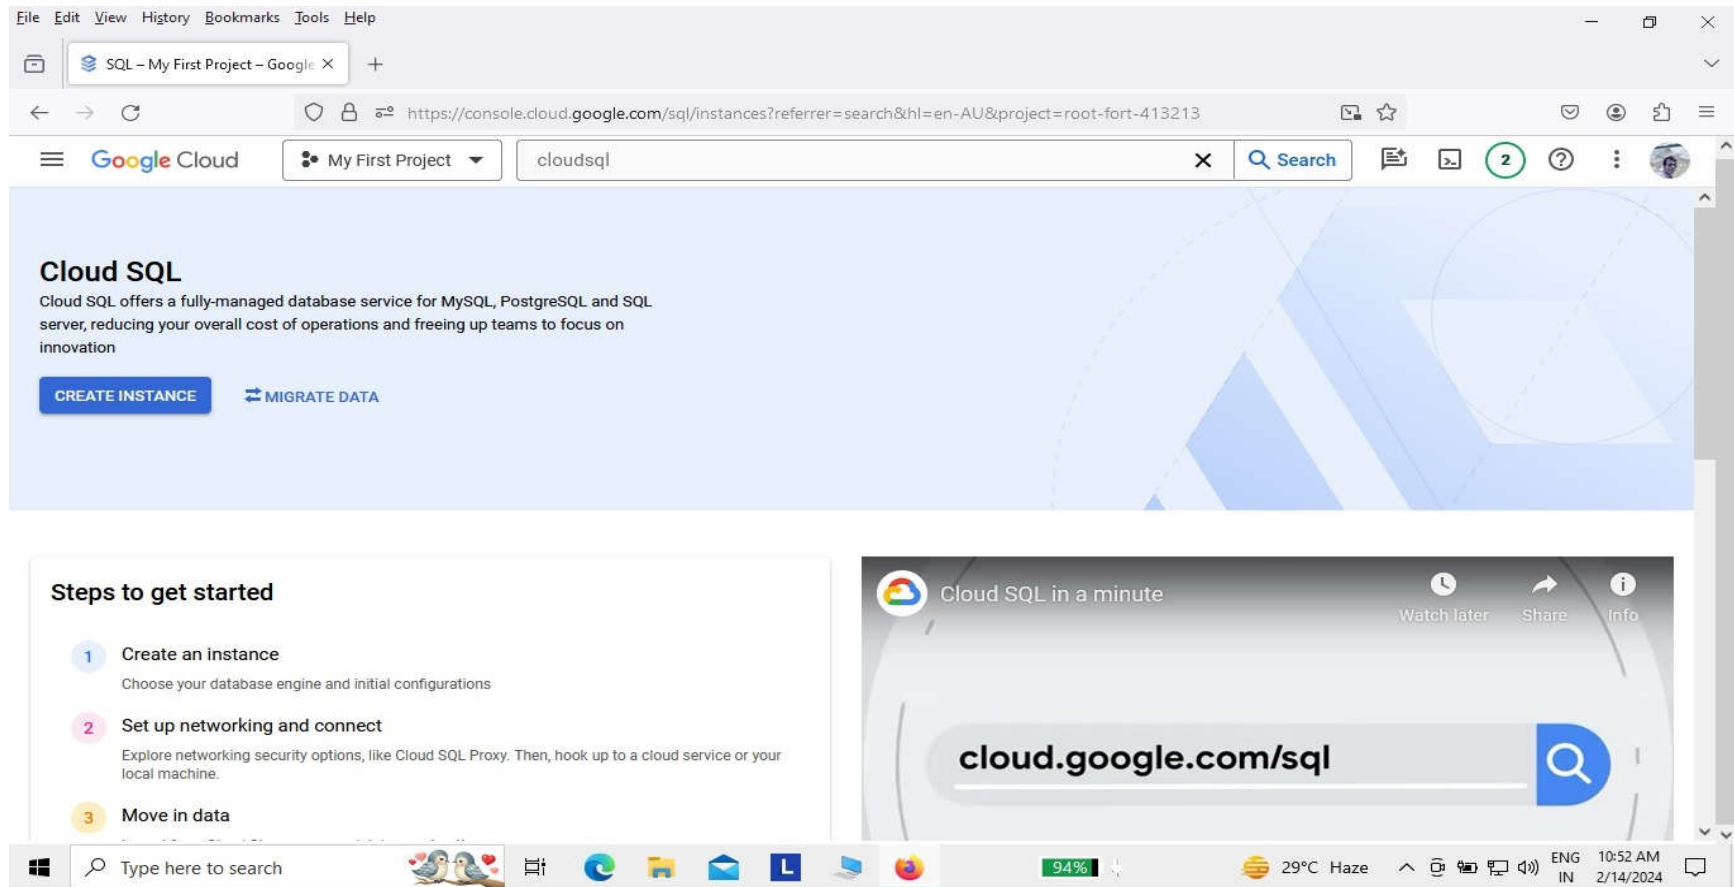 File Edit View History Bookmarks Tools Help
SQL – My First Project – Google
https://console.cloud.google.com/sql/instances?referrer=search&hl=en-AU&project=root-fort-413213
Google Cloud
My First Project
cloudsql
Search
2
Cloud SQL
Cloud SQL offers a fully-managed database service for MySQL, PostgreSQL and SQL
server, reducing your overall cost of operations and freeing up teams to focus on
innovation
CREATE INSTANCE
MIGRATE DATA
Steps to get started
1 Create an instance
Choose your database engine and initial configurations
2 Set up networking and connect
Explore networking security options, like Cloud SQL Proxy. Then, hook up to a cloud service or your
local machine.
3 Move in data
Cloud SQL in a minute
Watch later Share Info
cloud.google.com/sql
Type here to search
L
94%
29°C Haze
ENG
IN
10:52 AM
2/14/2024